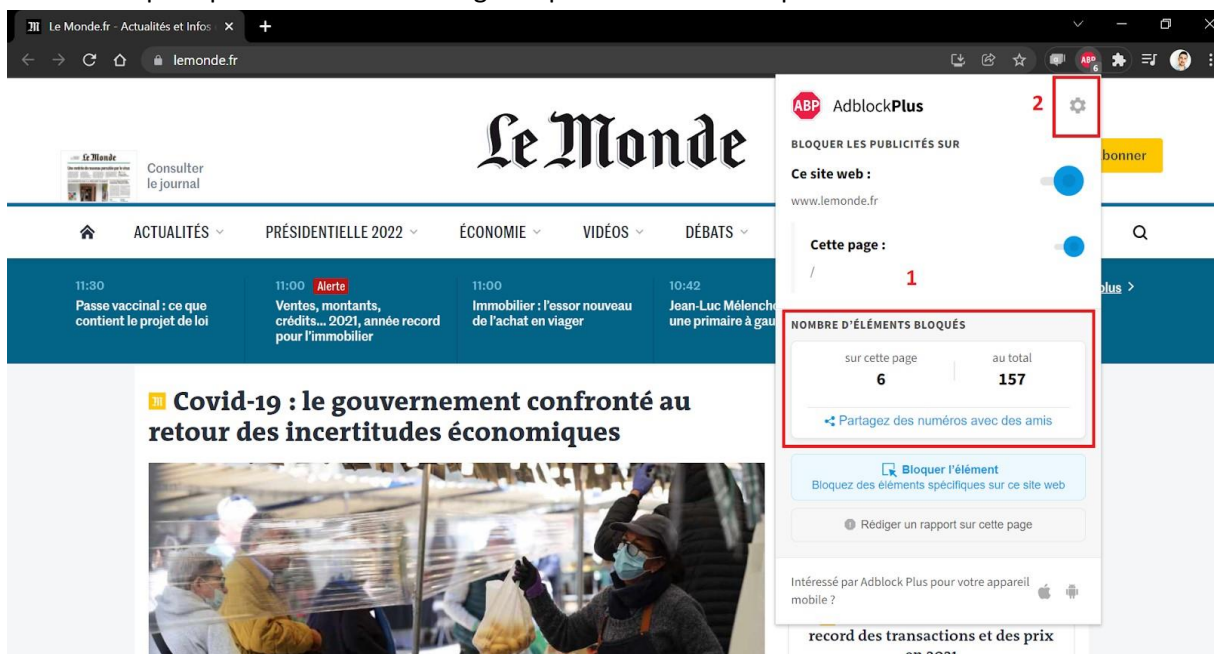 Le Monde.fr - Actualités et Infos
lemonde.fr
ABP
6
Le Monde
Consulter
le journal
Le Monde
bonner
ACTUALITÉS
PRÉSIDENTIELLE 2022
ÉCONOMIE
VIDÉOS
DÉBATS
11:30
Passe vaccinal : ce que
contient le projet de loi
11:00 Alerte
Ventes, montants,
crédits... 2021, année record
pour l'immobilier
11:00
Immobilier : l'essor nouveau
de l'achat en viager
10:42
Jean-Luc Mélench
une primaire à gau
plus >
Covid-19 : le gouvernement confronté au
retour des incertitudes économiques
ABP AdblockPlus
2
BLOQUER LES PUBLICITÉS SUR
Ce site web :
www.lemonde.fr
Cette page :
/
1
NOMBRE D'ÉLÉMENTS BLOQUÉS
sur cette page au total
6 157
Partagez des numéros avec des amis
Bloquer l'élément
Bloquez des éléments spécifiques sur ce site web
Rédiger un rapport sur cette page
Intéressé par Adblock Plus pour votre appareil
mobile ?
record des transactions et des prix